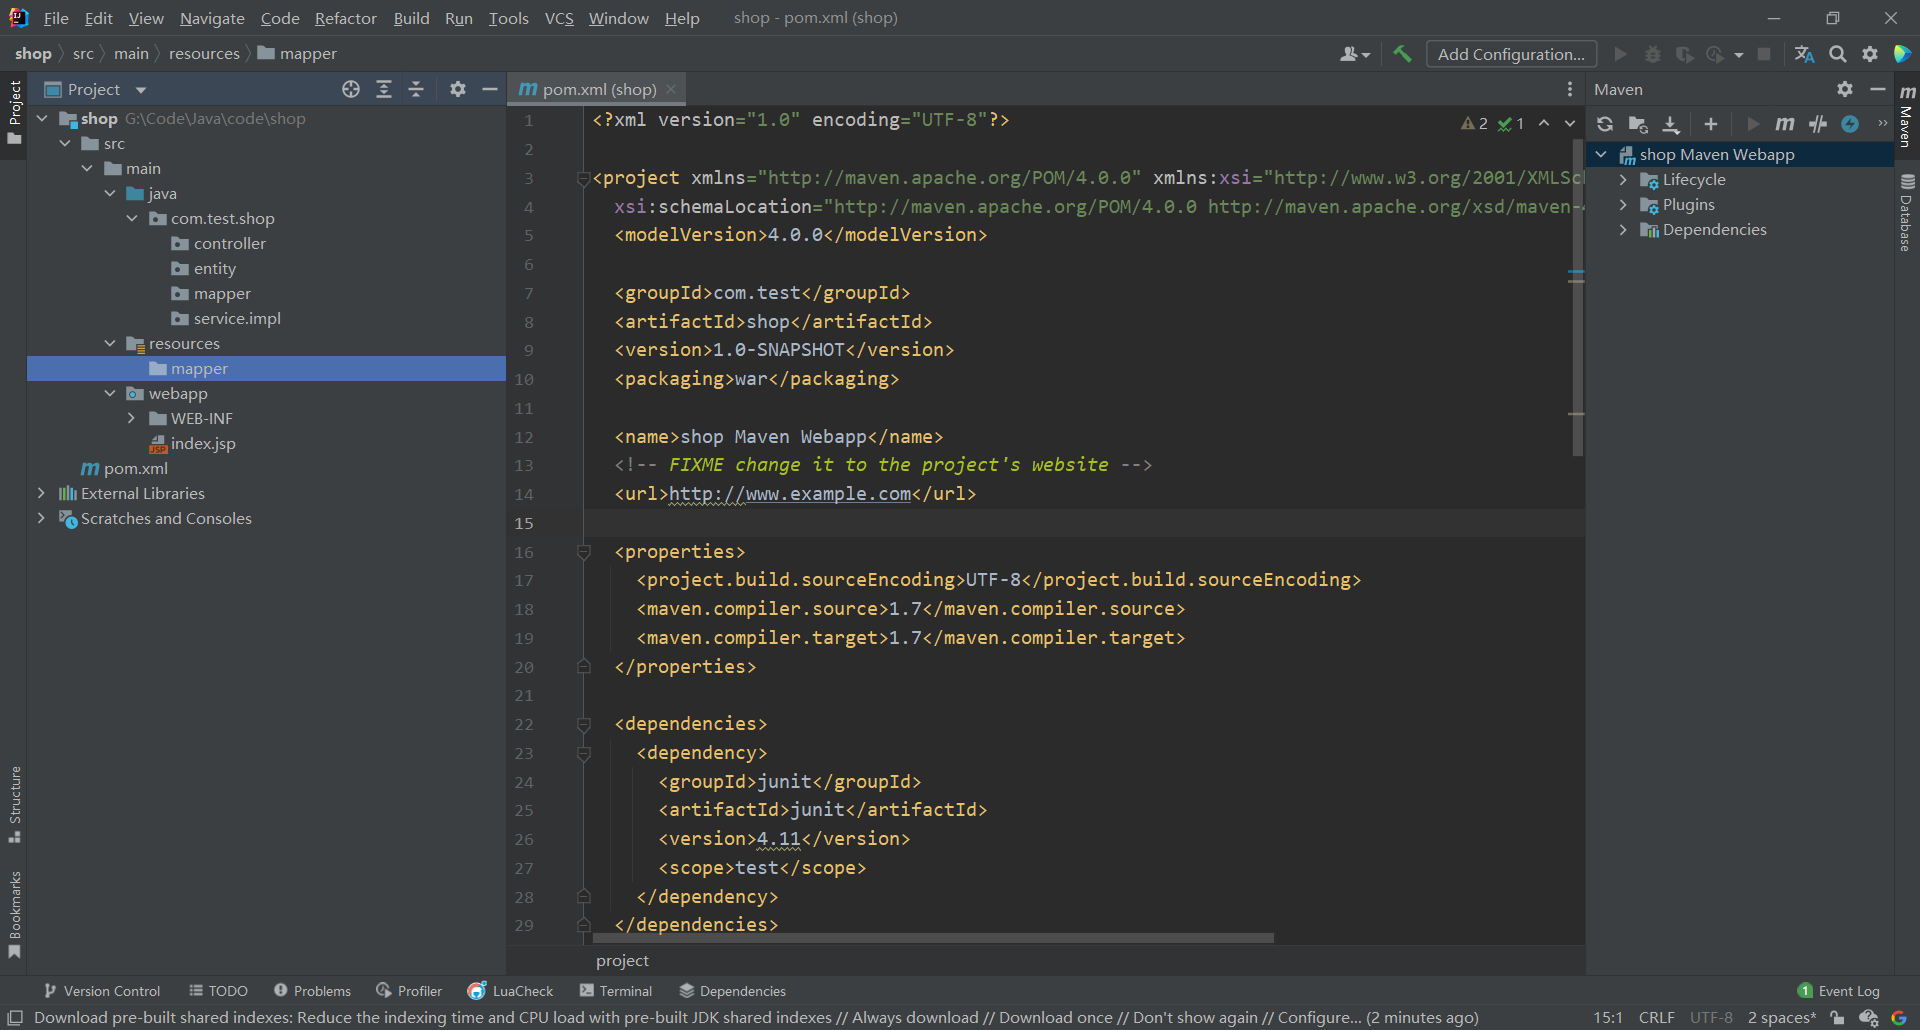 File Edit View Navigate Code Refactor Build Run Tools VCS Window Help shop - pom.xml (shop)
shop src main resources mapper Add Configuration...
Project
Project
shop G:\Code\Java\code\shop
src
main
java
com.test.shop
controller
entity
mapper
service.impl
resources
mapper
webapp
WEB-INF
index.jsp
pom.xml
External Libraries
Scratches and Consoles
Structure
Bookmarks
pom.xml (shop)
2 1
1 <?xml version="1.0" encoding="UTF-8"?>
2
3 <project xmlns="http://maven.apache.org/POM/4.0.0" xmlns:xsi="http://www.w3.org/2001/XMLSc
4 xsi:schemaLocation="http://maven.apache.org/POM/4.0.0 http://maven.apache.org/xsd/maven-
5 <modelVersion>4.0.0</modelVersion>
6
7 <groupId>com.test</groupId>
8 <artifactId>shop</artifactId>
9 <version>1.0-SNAPSHOT</version>
10 <packaging>war</packaging>
11
12 <name>shop Maven Webapp</name>
13 <!-- FIXME change it to the project's website -->
14 <url>http://www.example.com</url>
15
16 <properties>
17 <project.build.sourceEncoding>UTF-8</project.build.sourceEncoding>
18 <maven.compiler.source>1.7</maven.compiler.source>
19 <maven.compiler.target>1.7</maven.compiler.target>
20 </properties>
21
22 <dependencies>
23 <dependency>
24 <groupId>junit</groupId>
25 <artifactId>junit</artifactId>
26 <version>4.11</version>
27 <scope>test</scope>
28 </dependency>
29 </dependencies>
project
Maven
shop Maven Webapp
Lifecycle
Plugins
Dependencies
Maven
Database
Version Control TODO Problems Profiler LuaCheck Terminal Dependencies 1 Event Log
Download pre-built shared indexes: Reduce the indexing time and CPU load with pre-built JDK shared indexes // Always download // Download once // Don't show again // Configure... (2 minutes ago) 15:1 CRLF UTF-8 2 spaces*